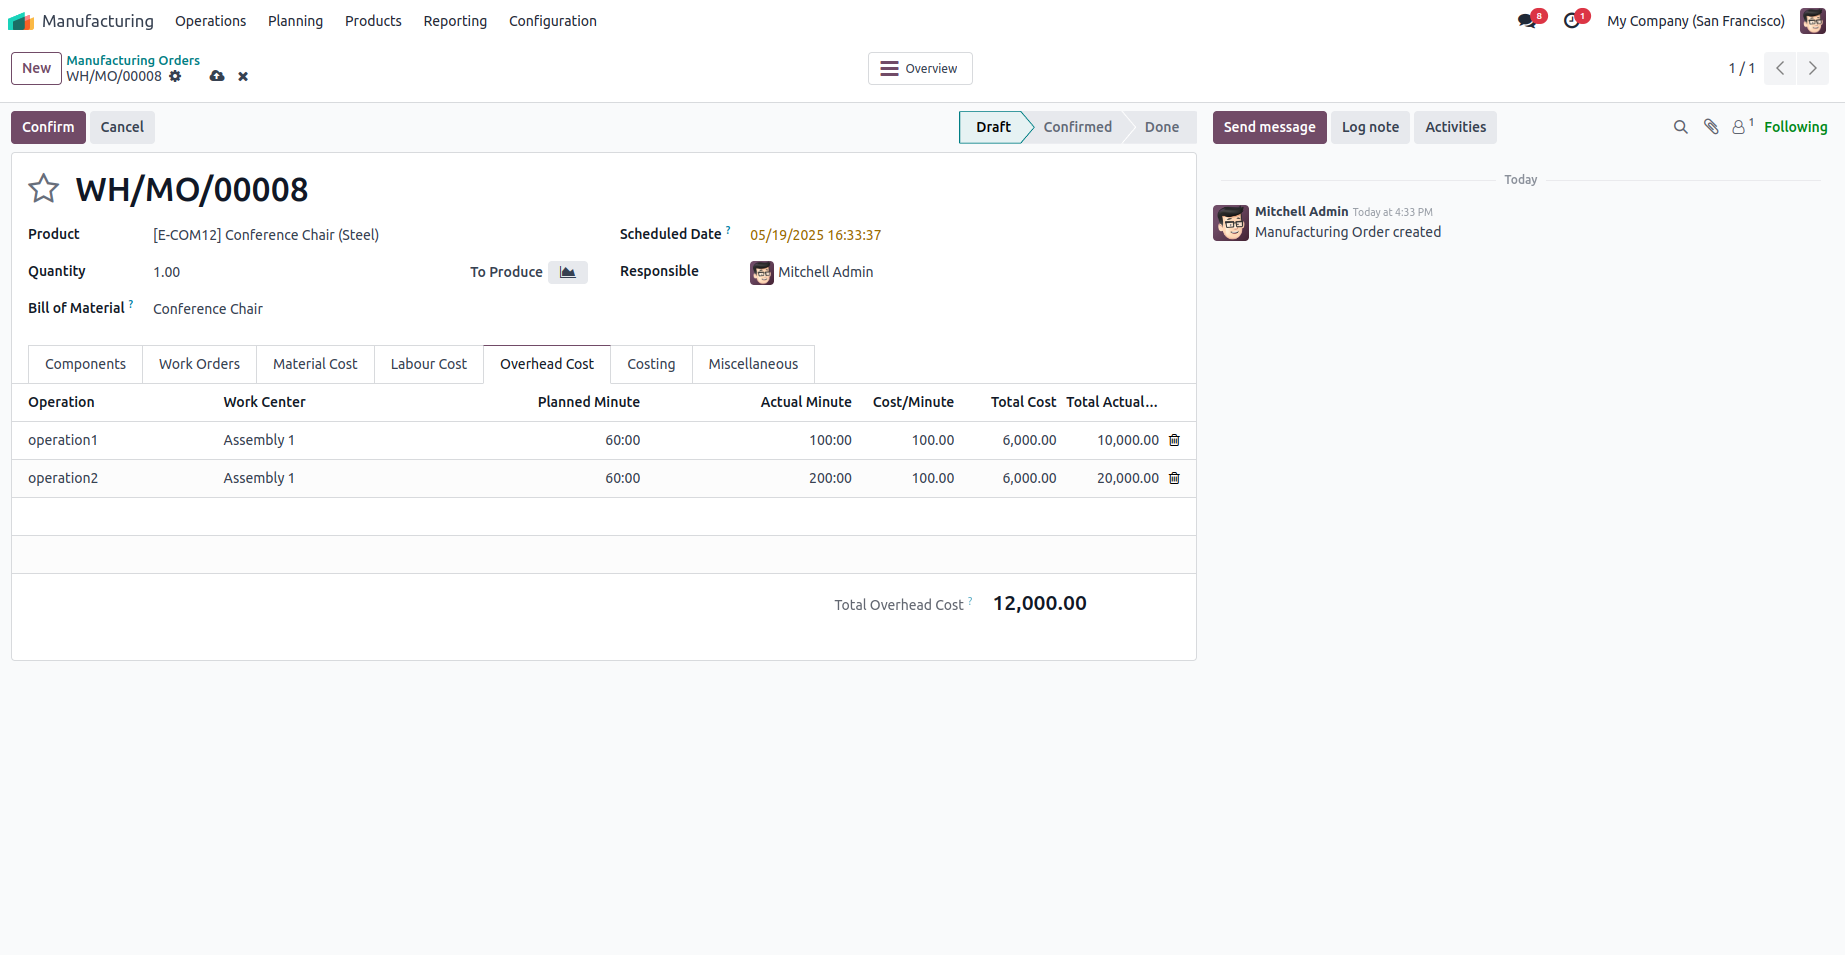 Manufacturing Operations Planning Products Reporting Configuration 8 1 My Company (San Francisco)
New Manufacturing Orders
WH/MO/00008
Overview
1 / 1
Confirm Cancel Draft Confirmed Done Send message Log note Activities 1 Following
WH/MO/00008
Product [E-COM12] Conference Chair (Steel) Scheduled Date ? 05/19/2025 16:33:37
Quantity 1.00 To Produce Responsible Mitchell Admin
Bill of Material ? Conference Chair
Components Work Orders Material Cost Labour Cost Overhead Cost Costing Miscellaneous
Operation Work Center Planned Minute Actual Minute Cost/Minute Total Cost Total Actual...
operation1 Assembly 1 60:00 100:00 100.00 6,000.00 10,000.00
operation2 Assembly 1 60:00 200:00 100.00 6,000.00 20,000.00
Total Overhead Cost ? 12,000.00
Today
Mitchell Admin Today at 4:33 PM
Manufacturing Order created